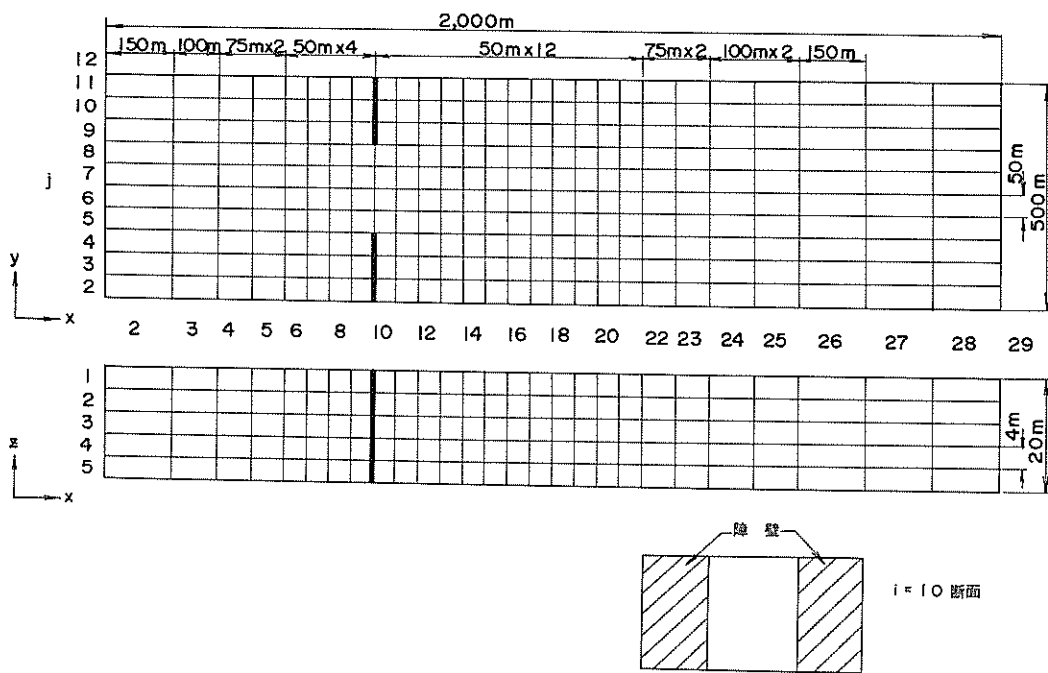 2,000m
150m 100m 75mx2 50mx4 50mx12 75mx2 100mx2 150m
12
11
10
9
8
7
6
5
4
3
2
j
50m
500m
y
x
2 3 4 5 6 8 10 12 14 16 18 20 22 23 24 25 26 27 28 29
1
2
3
4
5
4m
20m
z
x
障 壁
i = 10 断面